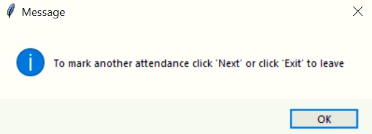 Message
To mark another attendance click 'Next' or click 'Exit' to leave
OK